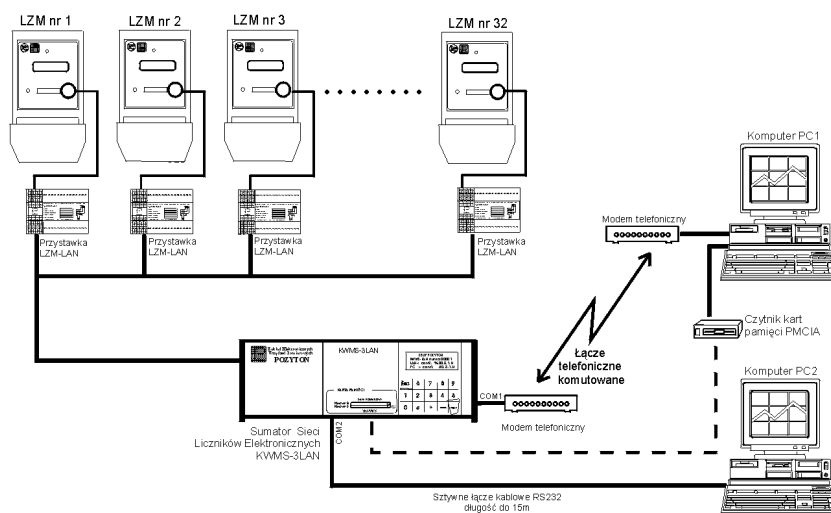 LZM nr 1
LZM nr 2
LZM nr 3
LZM nr 32
Przystawka
LZM-LAN
Przystawka
LZM-LAN
Przystawka
LZM-LAN
Przystawka
LZM-LAN
Komputer PC1
Modem telefoniczny
Czytnik kart
pamięci PMCIA
Łącze
telefoniczne
komutowane
POZYTON
KWMS-3LAN
COM1
Modem telefoniczny
COM2
Sumator Sieci
Liczników Elektronicznych
KWMS-3LAN
Komputer PC2
Sztywne łącze kablowe RS232
długość do 15m